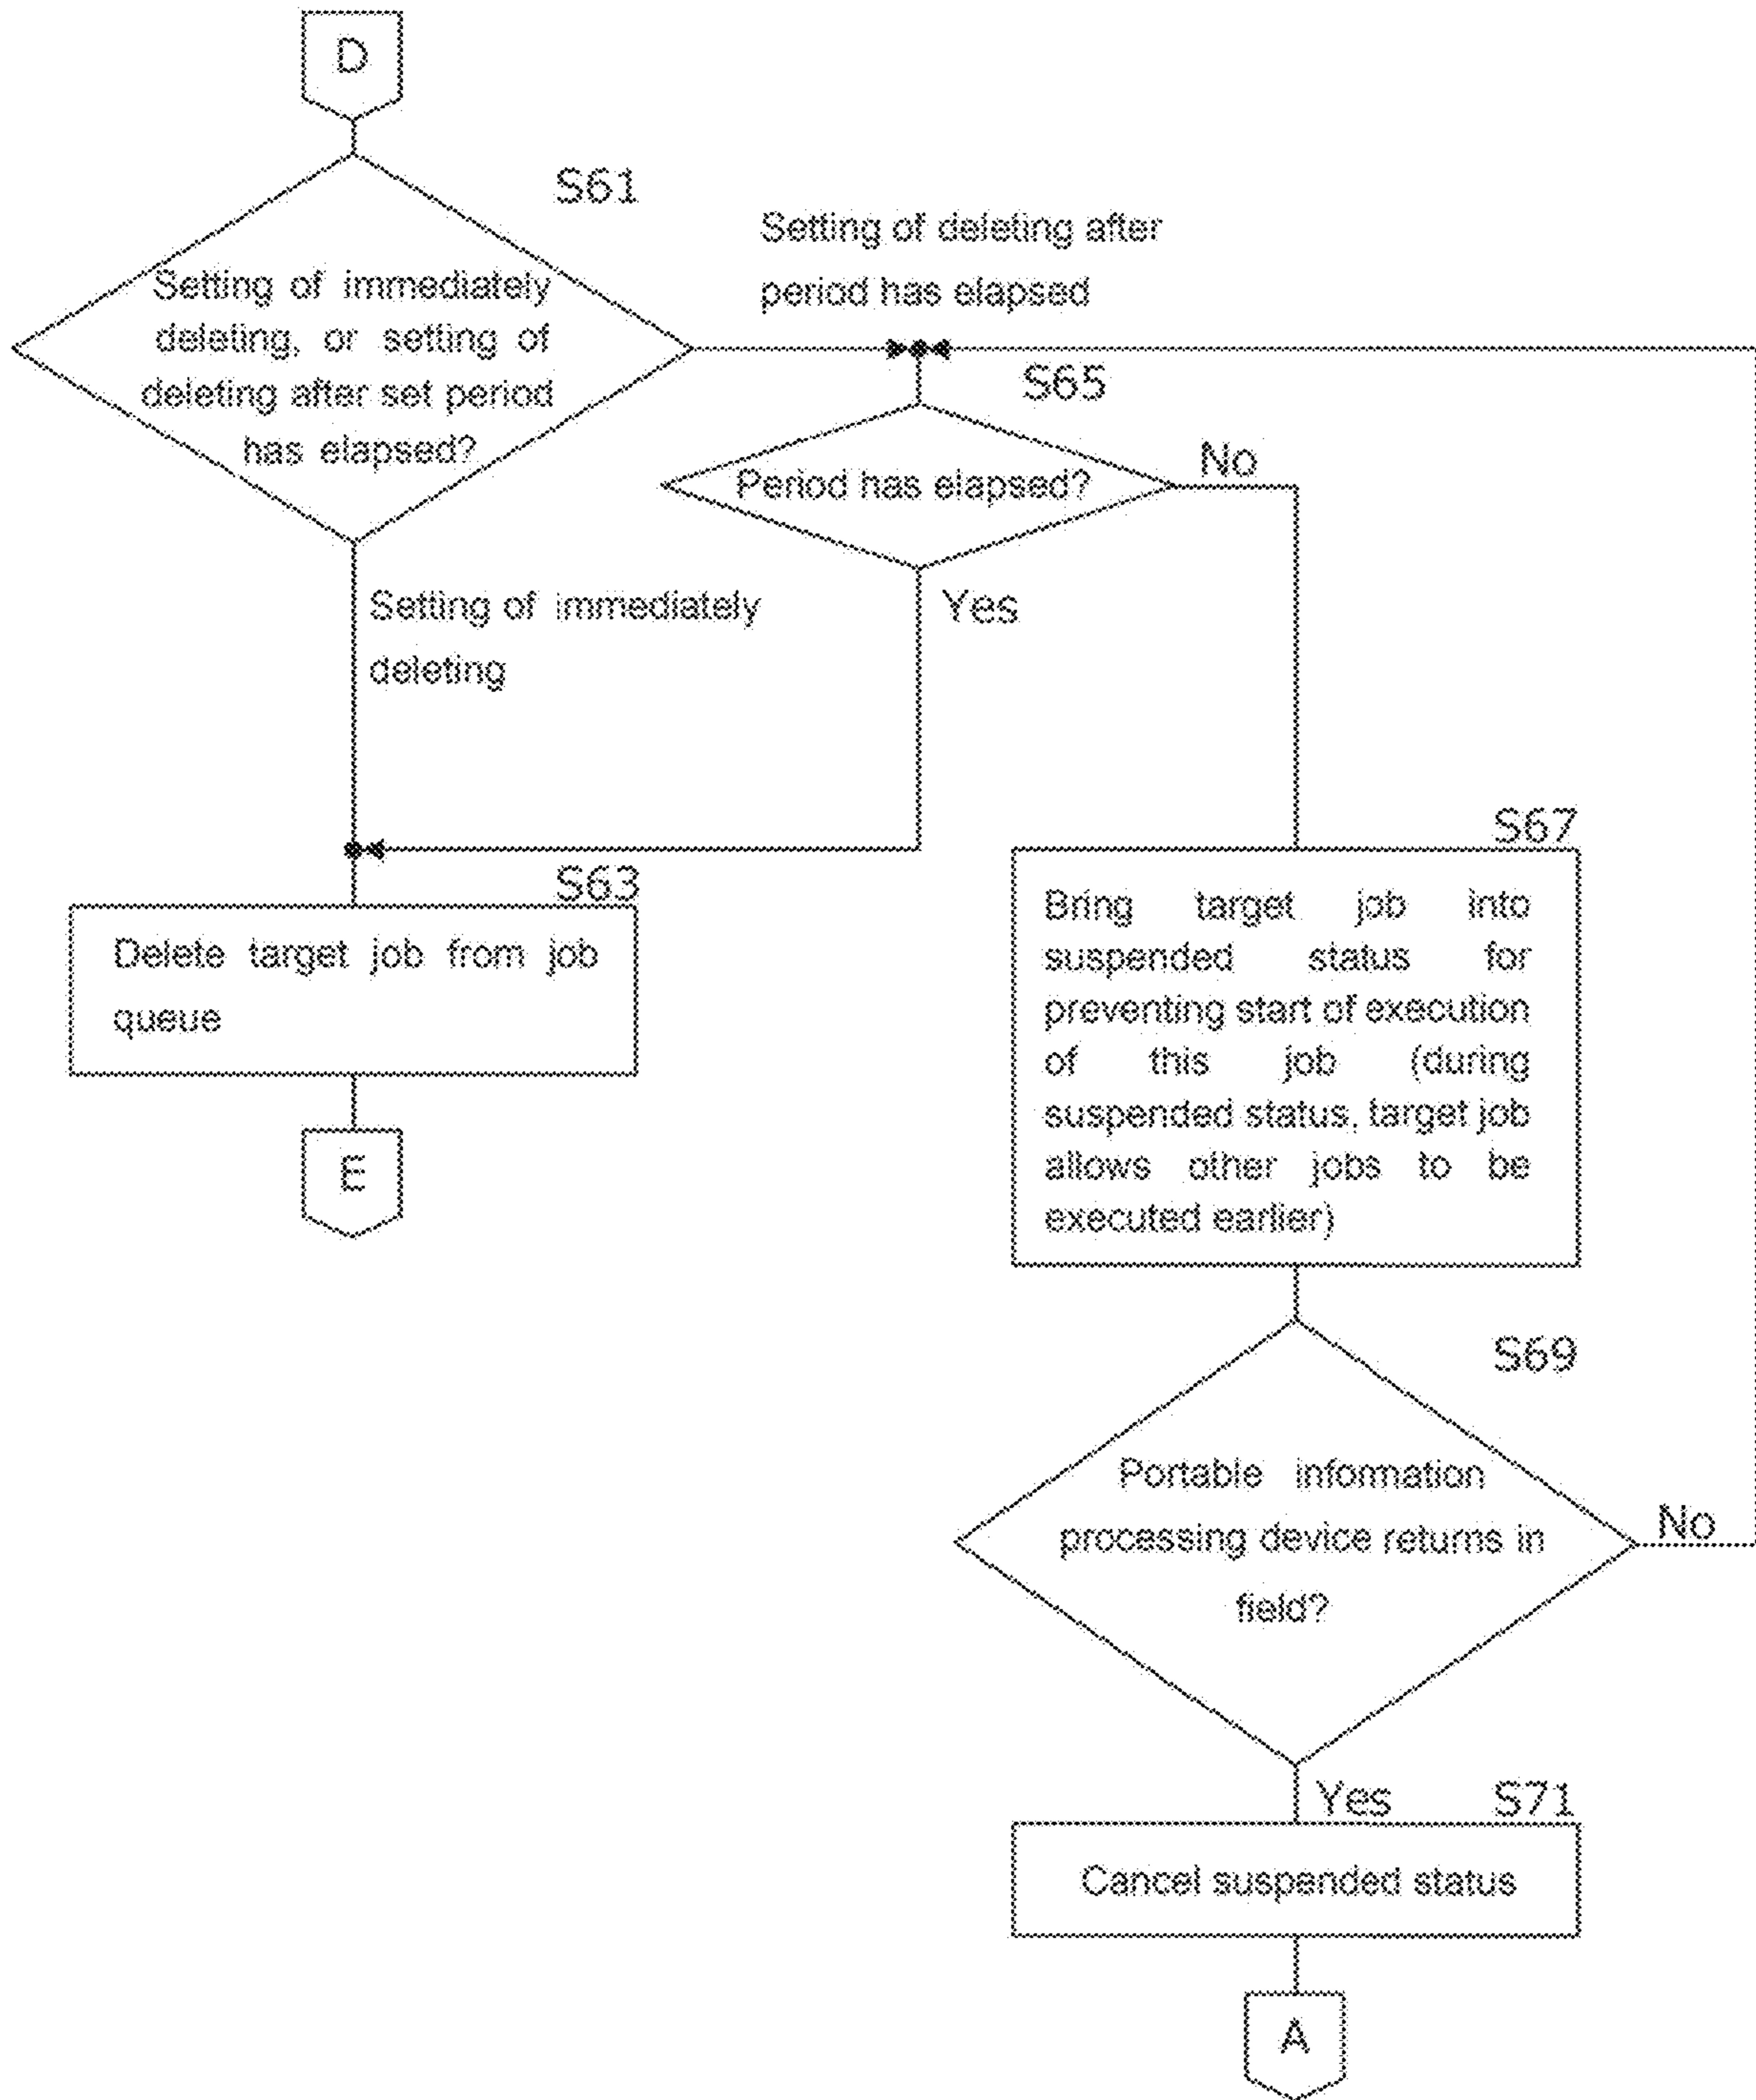 D
S61
Setting of immediately
deleting, or setting of
deleting after set period
has elapsed?
Setting of deleting after
period has elapsed
S65
Period has elapsed?
No
Yes
Setting of immediately
deleting
S63
Delete target job from job
queue
E
S67
Bring target job into
suspended status for
preventing start of execution
of this job (during
suspended status, target job
allows other jobs to be
executed earlier)
S69
Portable information
processing device returns in
field?
No
Yes
S71
Cancel suspended status
A